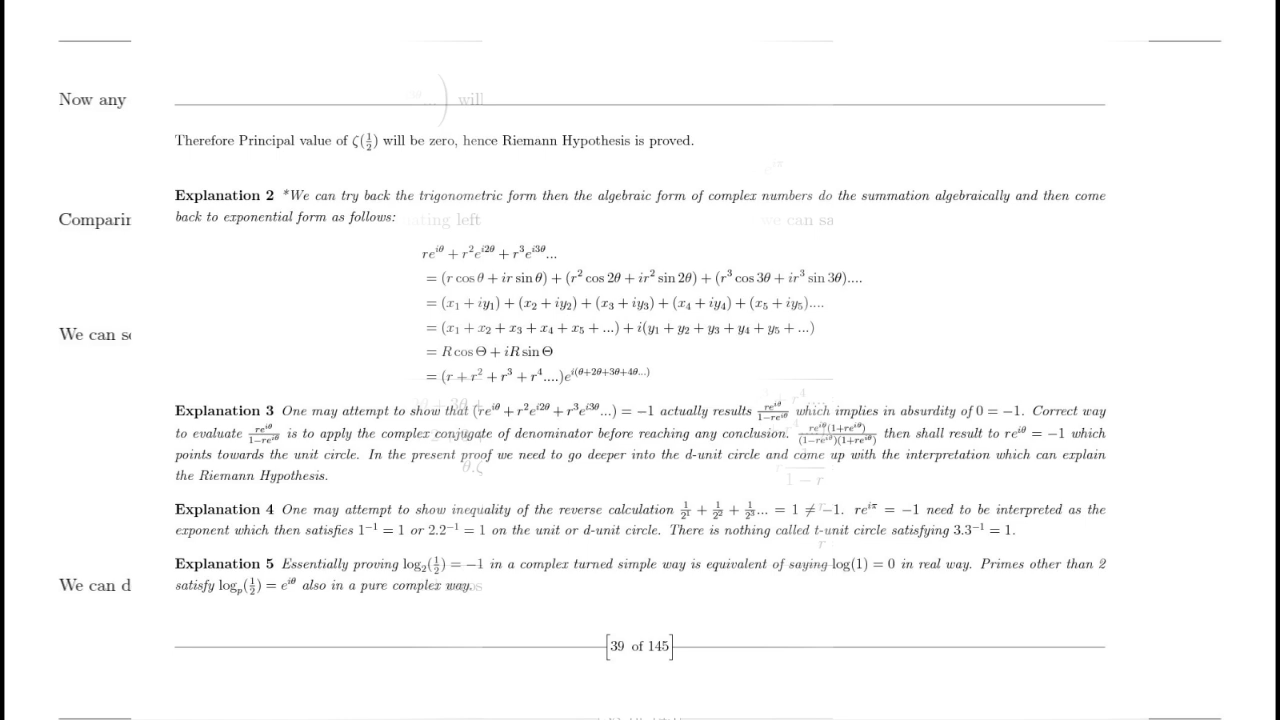 Now any
) will
Therefore Principal value of ζ(1/2) will be zero, hence Riemann Hypothesis is proved.
Explanation 2 *We can try back the trigonometric form then the algebraic form of complex numbers do the summation algebraically and then come
Comparin
ating left
we can sa
back to exponential form as follows:
re^{iθ} + r^2e^{i2θ} + r^3e^{i3θ}...
= (r cos θ + ir sin θ) + (r^2 cos 2θ + ir^2 sin 2θ) + (r^3 cos 3θ + ir^3 sin 3θ)....
= (x_1 + iy_1) + (x_2 + iy_2) + (x_3 + iy_3) + (x_4 + iy_4) + (x_5 + iy_5)....
We can se
= (x_1 + x_2 + x_3 + x_4 + x_5 + ...) + i(y_1 + y_2 + y_3 + y_4 + y_5 + ...)
= R cos Θ + iR sin Θ
= (r + r^2 + r^3 + r^4....)e^{i(θ+2θ+3θ+4θ...)}
Explanation 3 One may attempt to show that (re^{iθ} + r^2e^{i2θ} + r^3e^{i3θ}...) = −1 actually results re^{iθ}/(1−re^{iθ}) which implies in absurdity of 0 = −1. Correct way
to evaluate re^{iθ}/(1−re^{iθ}) is to apply the complex conjugate of denominator before reaching any conclusion. re^{iθ}(1+re^{iθ})/((1−re^{iθ})(1+re^{iθ})) then shall result to re^{iθ} = −1 which
points towards the unit circle. In the present proof we need to go deeper into the d-unit circle and come up with the interpretation which can explain
θ.ζ
r/(1 − r)
the Riemann Hypothesis.
Explanation 4 One may attempt to show inequality of the reverse calculation 1/2^1 + 1/2^2 + 1/2^3... = 1 ≠ −1. re^{iπ} = −1 need to be interpreted as the
exponent which then satisfies 1^{−1} = 1 or 2.2^{−1} = 1 on the unit or d-unit circle. There is nothing called t-unit circle satisfying 3.3^{−1} = 1.
Explanation 5 Essentially proving log_2(1/2) = −1 in a complex turned simple way is equivalent of saying log(1) = 0 in real way. Primes other than 2
We can d
satisfy log_p(1/2) = e^{iθ} also in a pure complex way.
[39 of 145]